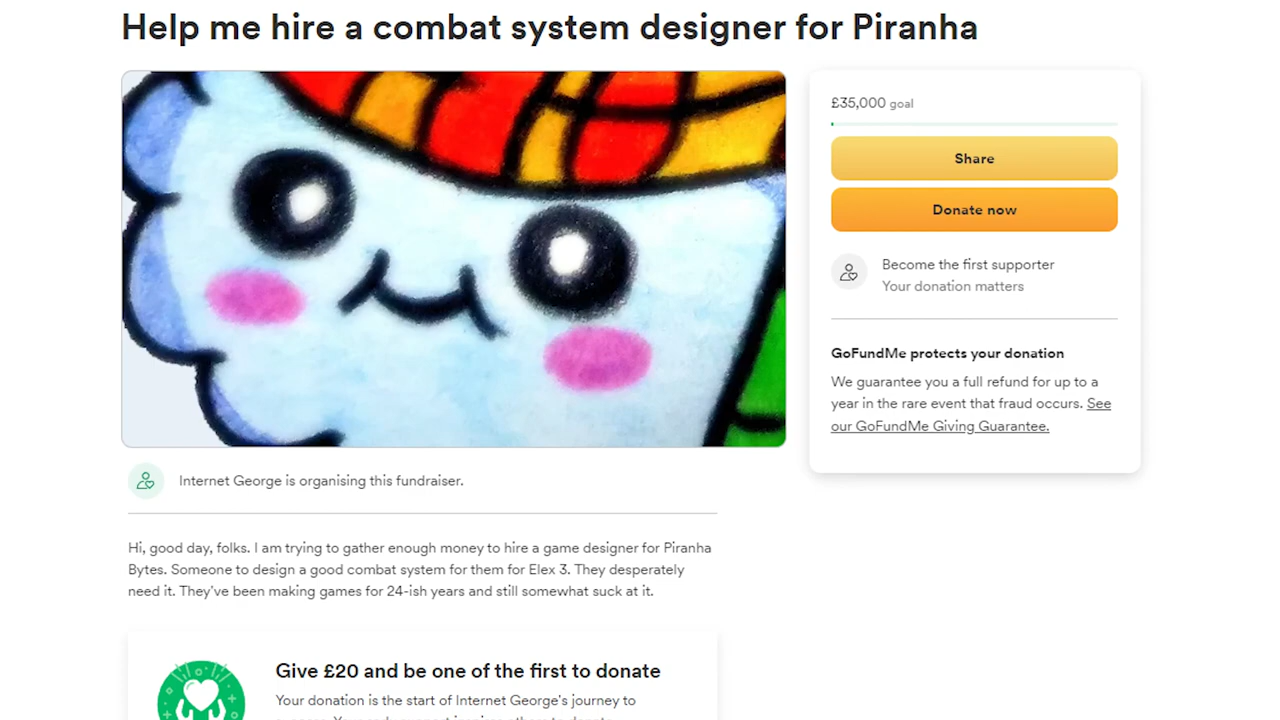 Help me hire a combat system designer for Piranha
£35,000 goal
Share
Donate now
Become the first supporter
Your donation matters
GoFundMe protects your donation
We guarantee you a full refund for up to a
year in the rare event that fraud occurs. See
our GoFundMe Giving Guarantee.
Internet George is organising this fundraiser.
Hi, good day, folks. I am trying to gather enough money to hire a game designer for Piranha
Bytes. Someone to design a good combat system for them for Elex 3. They desperately
need it. They've been making games for 24-ish years and still somewhat suck at it.
Give £20 and be one of the first to donate
Your donation is the start of Internet George's journey to